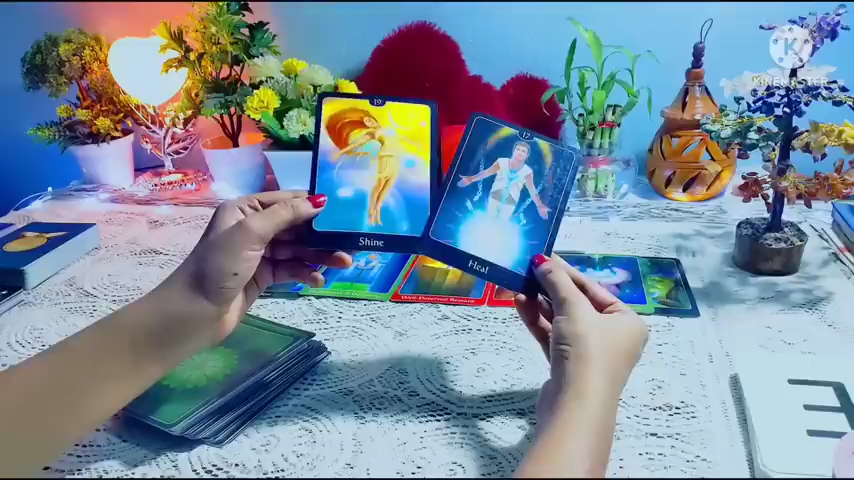 19
Shine
17
Heal
Well-Deserved Reward
K
KINEMASTER